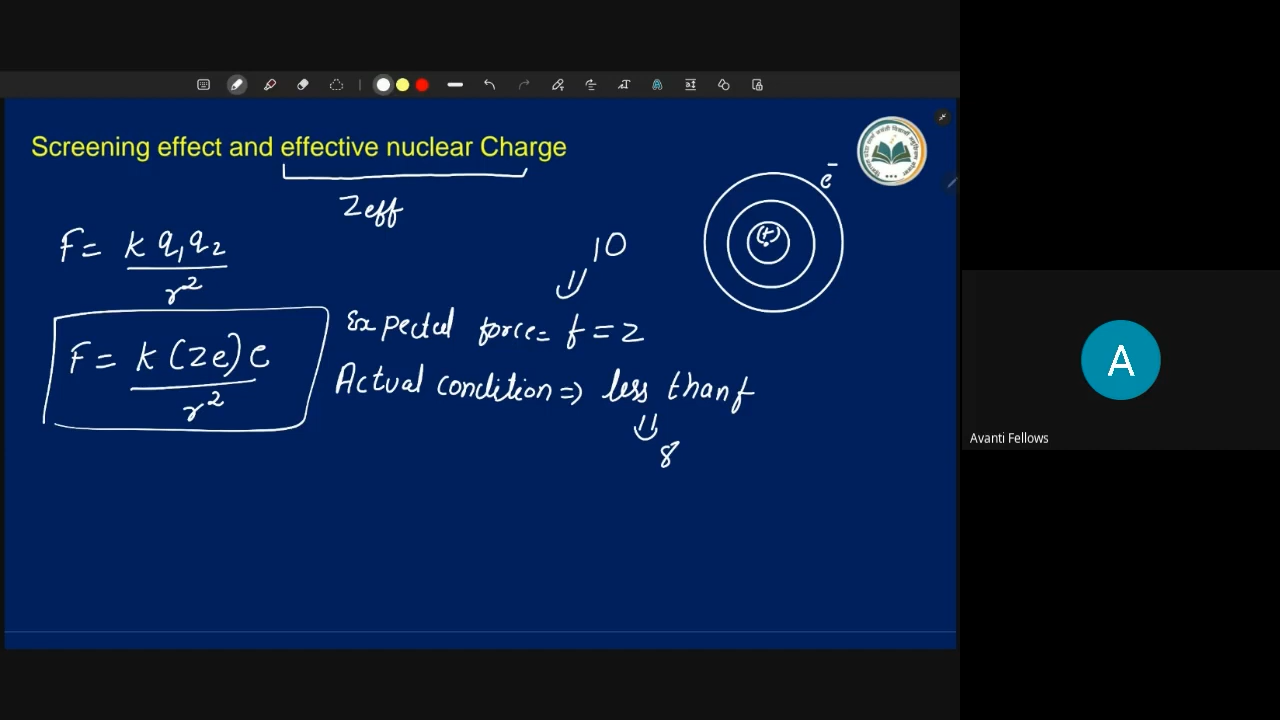 Screening effect and effective nuclear Charge
Zeff
e-
(+)
F= k q1q2
r2
10
Expected force= f = Z
F= k(Ze)e
r2
Actual condition => less than f
8
A
Avanti Fellows